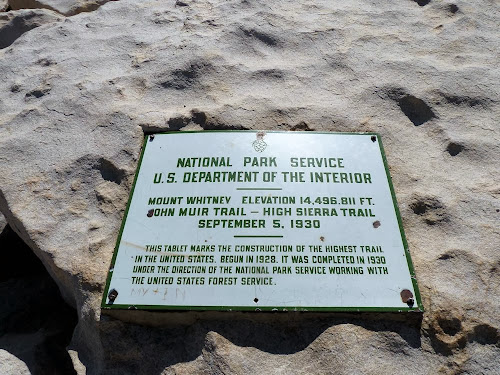 NATIONAL PARK SERVICE
U.S. DEPARTMENT OF THE INTERIOR
MOUNT WHITNEY ELEVATION 14,496.811 FT.
JOHN MUIR TRAIL — HIGH SIERRA TRAIL
SEPTEMBER 5, 1930
THIS TABLET MARKS THE CONSTRUCTION OF THE HIGHEST TRAIL
IN THE UNITED STATES. BEGUN IN 1928. IT WAS COMPLETED IN 1930
UNDER THE DIRECTION OF THE NATIONAL PARK SERVICE WORKING WITH
THE UNITED STATES FOREST SERVICE.